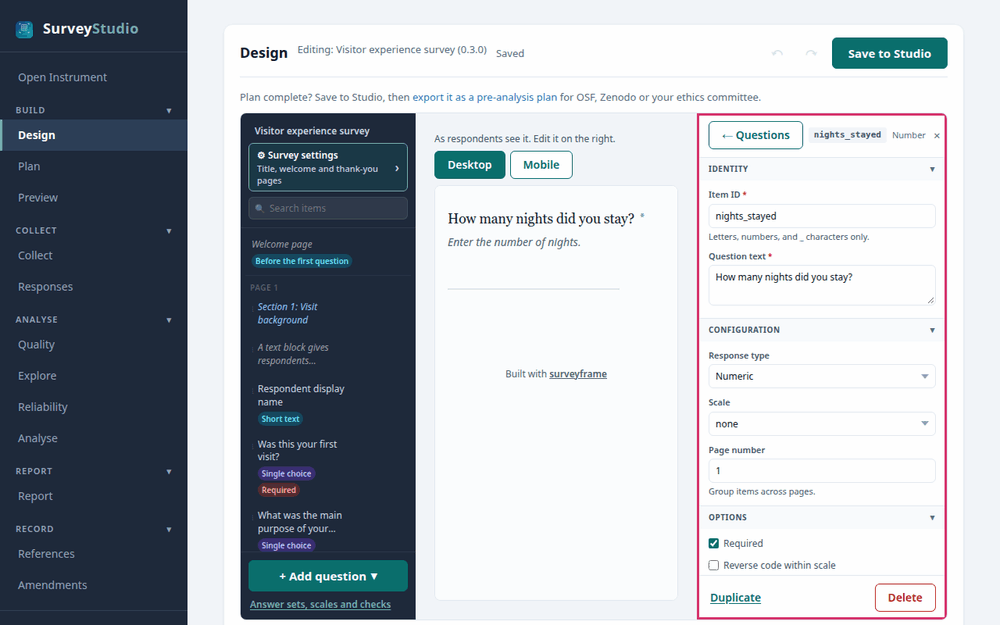 SurveyStudio
Open Instrument
BUILD
Design
Plan
Preview
COLLECT
Collect
Responses
ANALYSE
Quality
Explore
Reliability
Analyse
REPORT
Report
RECORD
References
Amendments
Design
Editing: Visitor experience survey (0.3.0)
Saved
Save to Studio
Plan complete? Save to Studio, then export it as a pre-analysis plan for OSF, Zenodo or your ethics committee.
Visitor experience survey
⚙ Survey settings
Title, welcome and thank-you
pages
Search items
Welcome page
Before the first question
PAGE 1
Section 1: Visit
background
A text block gives
respondents...
Respondent display
name
Short text
Was this your first
visit?
Single choice
Required
What was the main
purpose of your...
Single choice
+ Add question ▼
Answer sets, scales and checks
As respondents see it. Edit it on the right.
Desktop
Mobile
How many nights did you stay? *
Enter the number of nights.
Built with surveyframe
← Questions
nights_stayed
Number
×
IDENTITY
Item ID *
nights_stayed
Letters, numbers, and _ characters only.
Question text *
How many nights did you stay?
CONFIGURATION
Response type
Numeric
Scale
none
Page number
1
Group items across pages.
OPTIONS
Required
Reverse code within scale
Duplicate
Delete